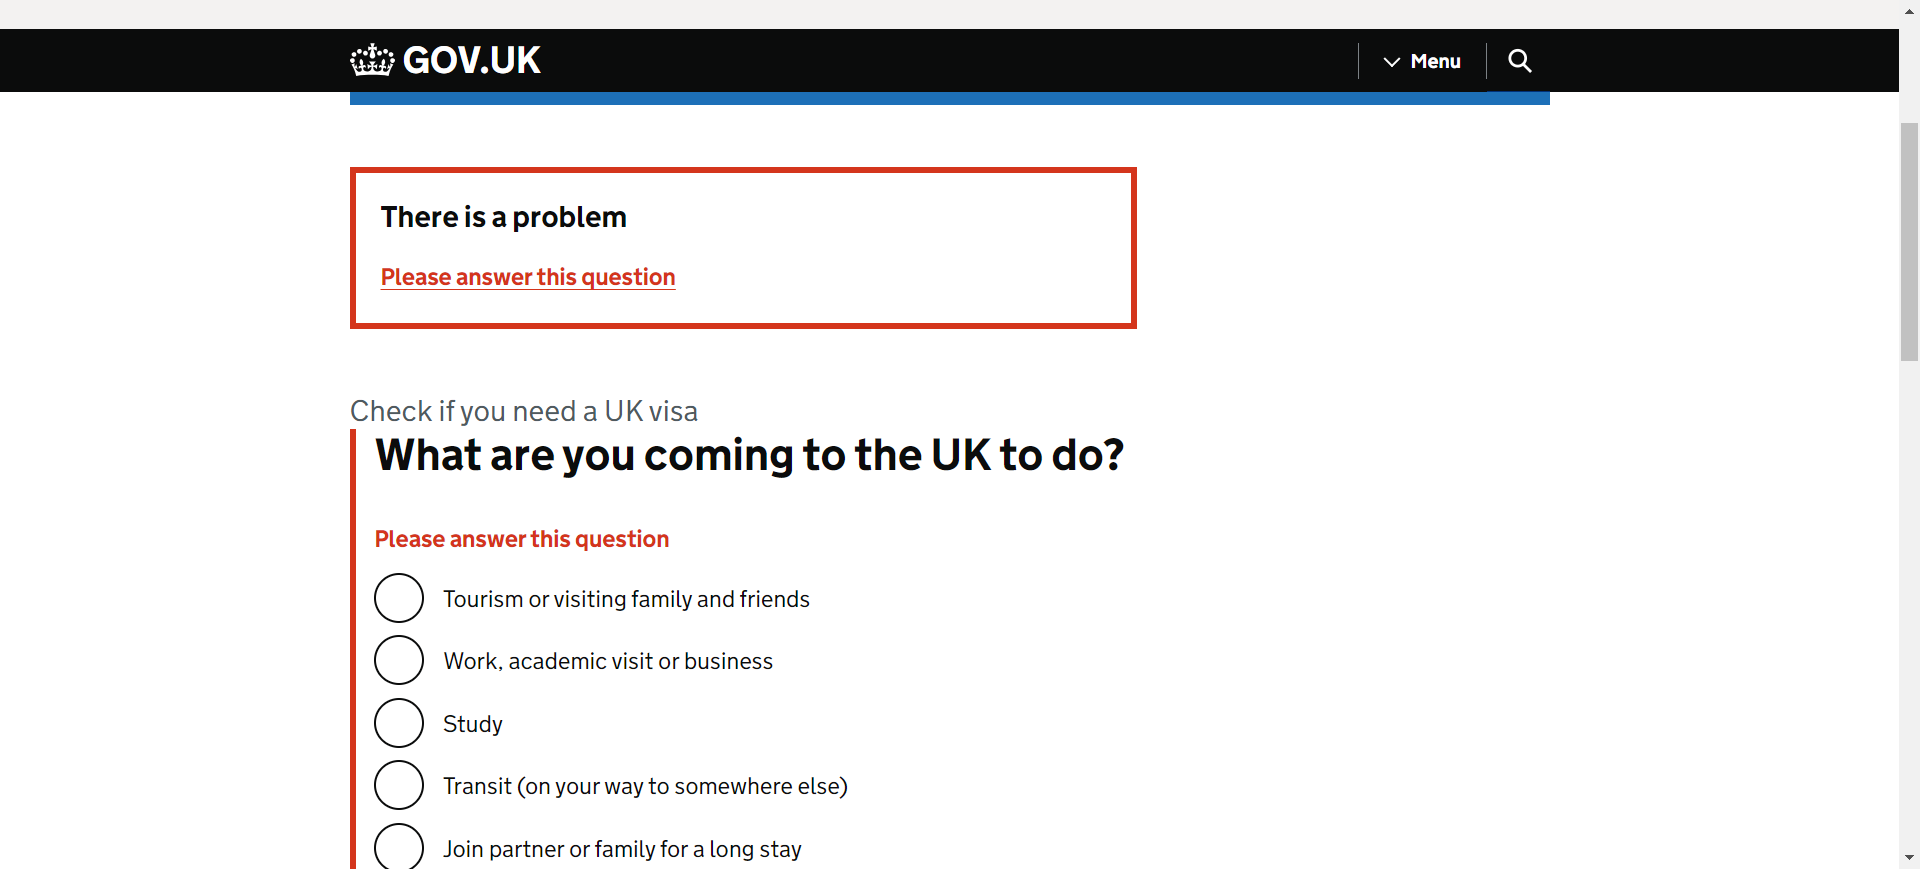 GOV.UK
Menu
There is a problem
Please answer this question
Check if you need a UK visa
What are you coming to the UK to do?
Please answer this question
Tourism or visiting family and friends
Work, academic visit or business
Study
Transit (on your way to somewhere else)
Join partner or family for a long stay